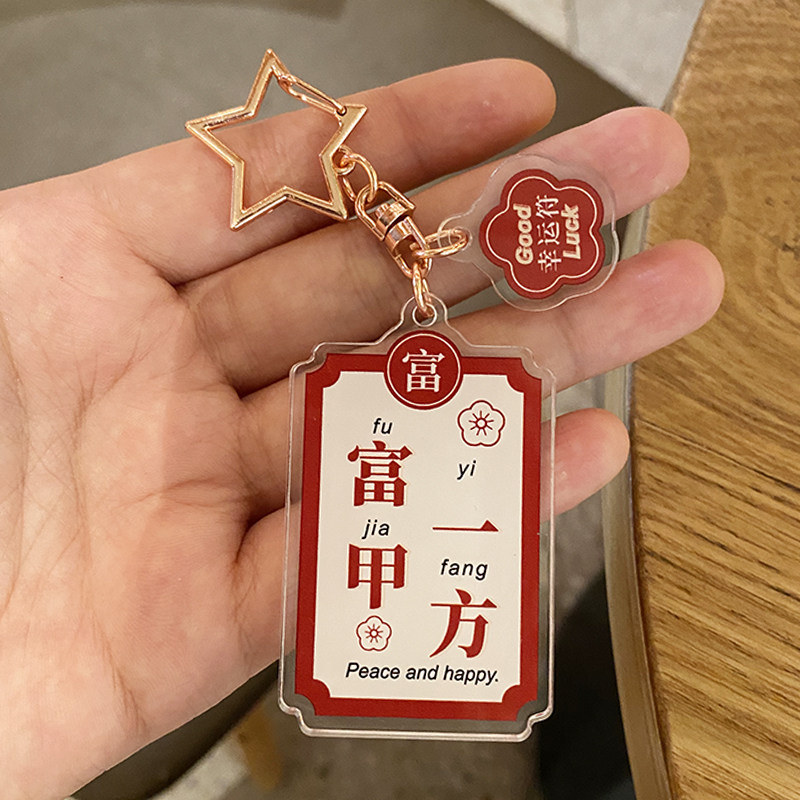 Good
幸运符
Luck
富
fu
富
jia
甲
yi
一
fang
方
Peace and happy.